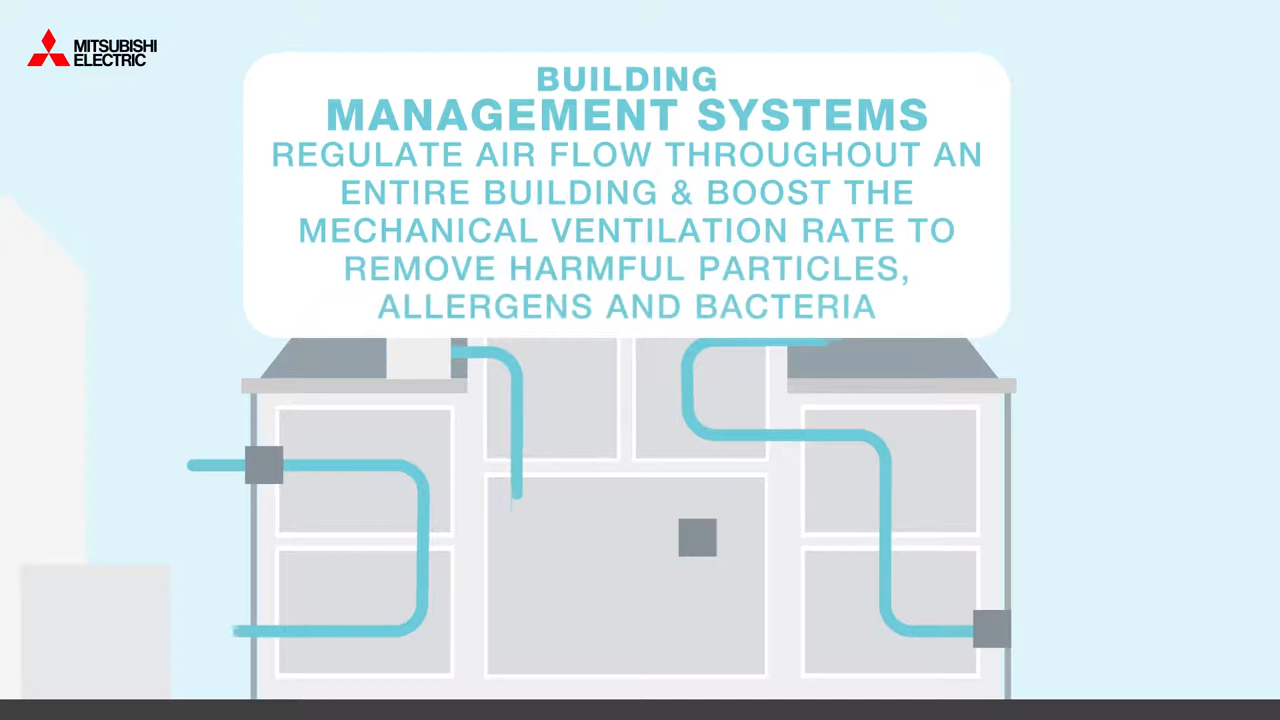 MITSUBISHI
ELECTRIC
BUILDING
MANAGEMENT SYSTEMS
REGULATE AIR FLOW THROUGHOUT AN
ENTIRE BUILDING & BOOST THE
MECHANICAL VENTILATION RATE TO
REMOVE HARMFUL PARTICLES,
ALLERGENS AND BACTERIA